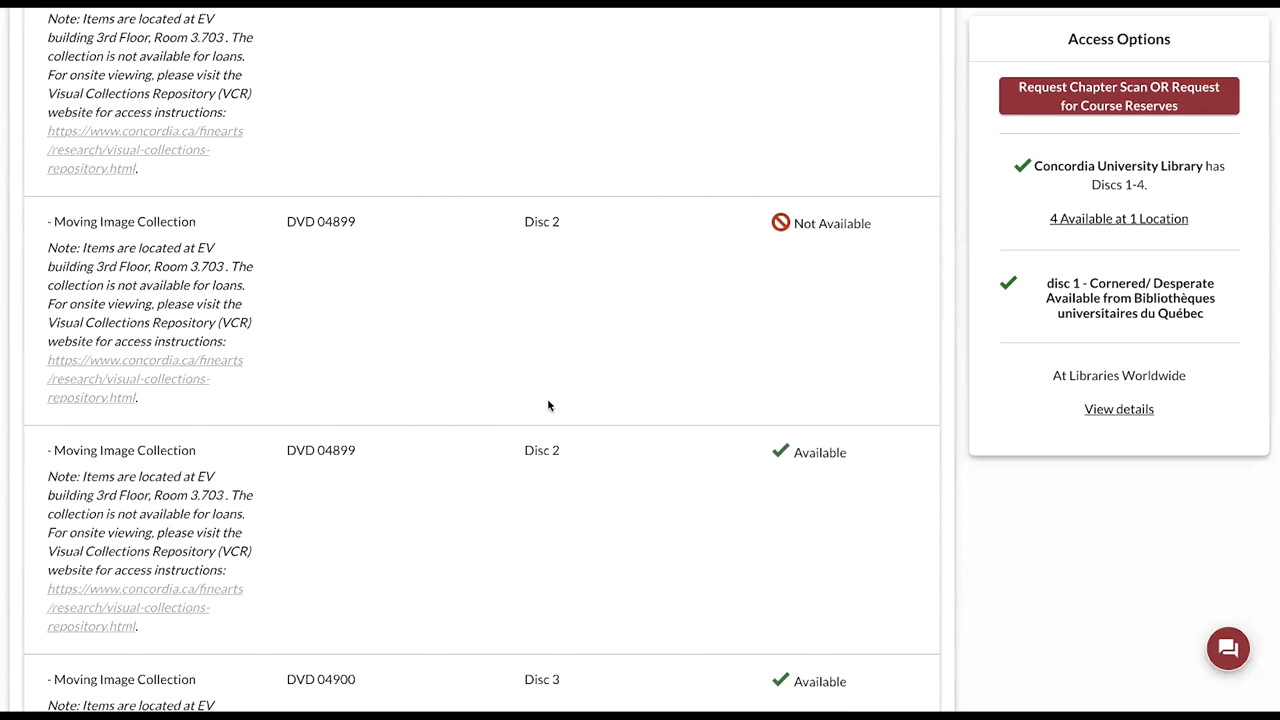 Note: Items are located at EV
building 3rd Floor, Room 3.703 . The
collection is not available for loans.
For onsite viewing, please visit the
Visual Collections Repository (VCR)
website for access instructions:
https://www.concordia.ca/finearts
/research/visual-collections-
repository.html.
- Moving Image Collection DVD 04899 Disc 2 Not Available
Note: Items are located at EV
building 3rd Floor, Room 3.703 . The
collection is not available for loans.
For onsite viewing, please visit the
Visual Collections Repository (VCR)
website for access instructions:
https://www.concordia.ca/finearts
/research/visual-collections-
repository.html.
- Moving Image Collection DVD 04899 Disc 2 Available
Note: Items are located at EV
building 3rd Floor, Room 3.703 . The
collection is not available for loans.
For onsite viewing, please visit the
Visual Collections Repository (VCR)
website for access instructions:
https://www.concordia.ca/finearts
/research/visual-collections-
repository.html.
- Moving Image Collection DVD 04900 Disc 3 Available
Note: Items are located at EV
Access Options
Request Chapter Scan OR Request
for Course Reserves
Concordia University Library has
Discs 1-4.
4 Available at 1 Location
disc 1 - Cornered/ Desperate
Available from Bibliothèques
universitaires du Québec
At Libraries Worldwide
View details